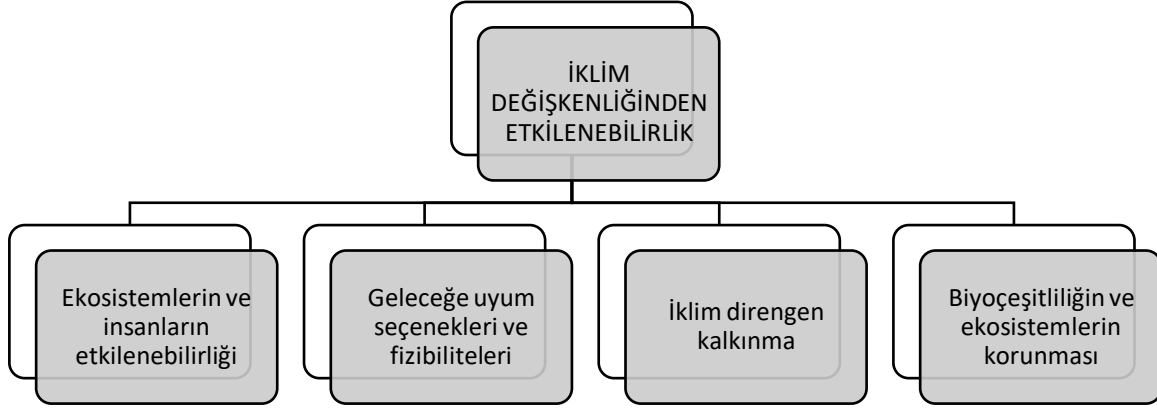 İKLİM
DEĞİŞKENLİĞİNDEN
ETKİLENEBİLİRLİK
Ekosistemlerin ve
insanların
etkilenebilirliği
Geleceğe uyum
seçenekleri ve
fizibiliteleri
İklim direngen
kalkınma
Biyoçeşitliliğin ve
ekosistemlerin
korunması